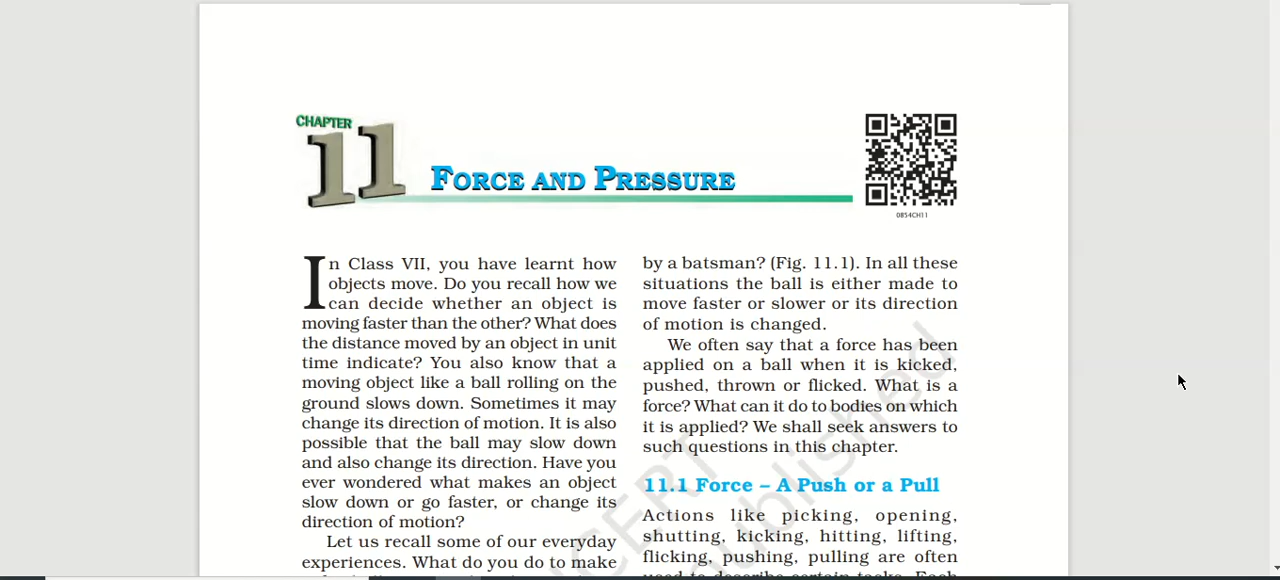 CHAPTER
11
FORCE AND PRESSURE
0854CH11
In Class VII, you have learnt how
objects move. Do you recall how we
can decide whether an object is
moving faster than the other? What does
the distance moved by an object in unit
time indicate? You also know that a
moving object like a ball rolling on the
ground slows down. Sometimes it may
change its direction of motion. It is also
possible that the ball may slow down
and also change its direction. Have you
ever wondered what makes an object
slow down or go faster, or change its
direction of motion?
Let us recall some of our everyday
experiences. What do you do to make
by a batsman? (Fig. 11.1). In all these
situations the ball is either made to
move faster or slower or its direction
of motion is changed.
We often say that a force has been
applied on a ball when it is kicked,
pushed, thrown or flicked. What is a
force? What can it do to bodies on which
it is applied? We shall seek answers to
such questions in this chapter.
11.1 Force – A Push or a Pull
Actions like picking, opening,
shutting, kicking, hitting, lifting,
flicking, pushing, pulling are often
used to describe certain tasks. Each
NCERT
published